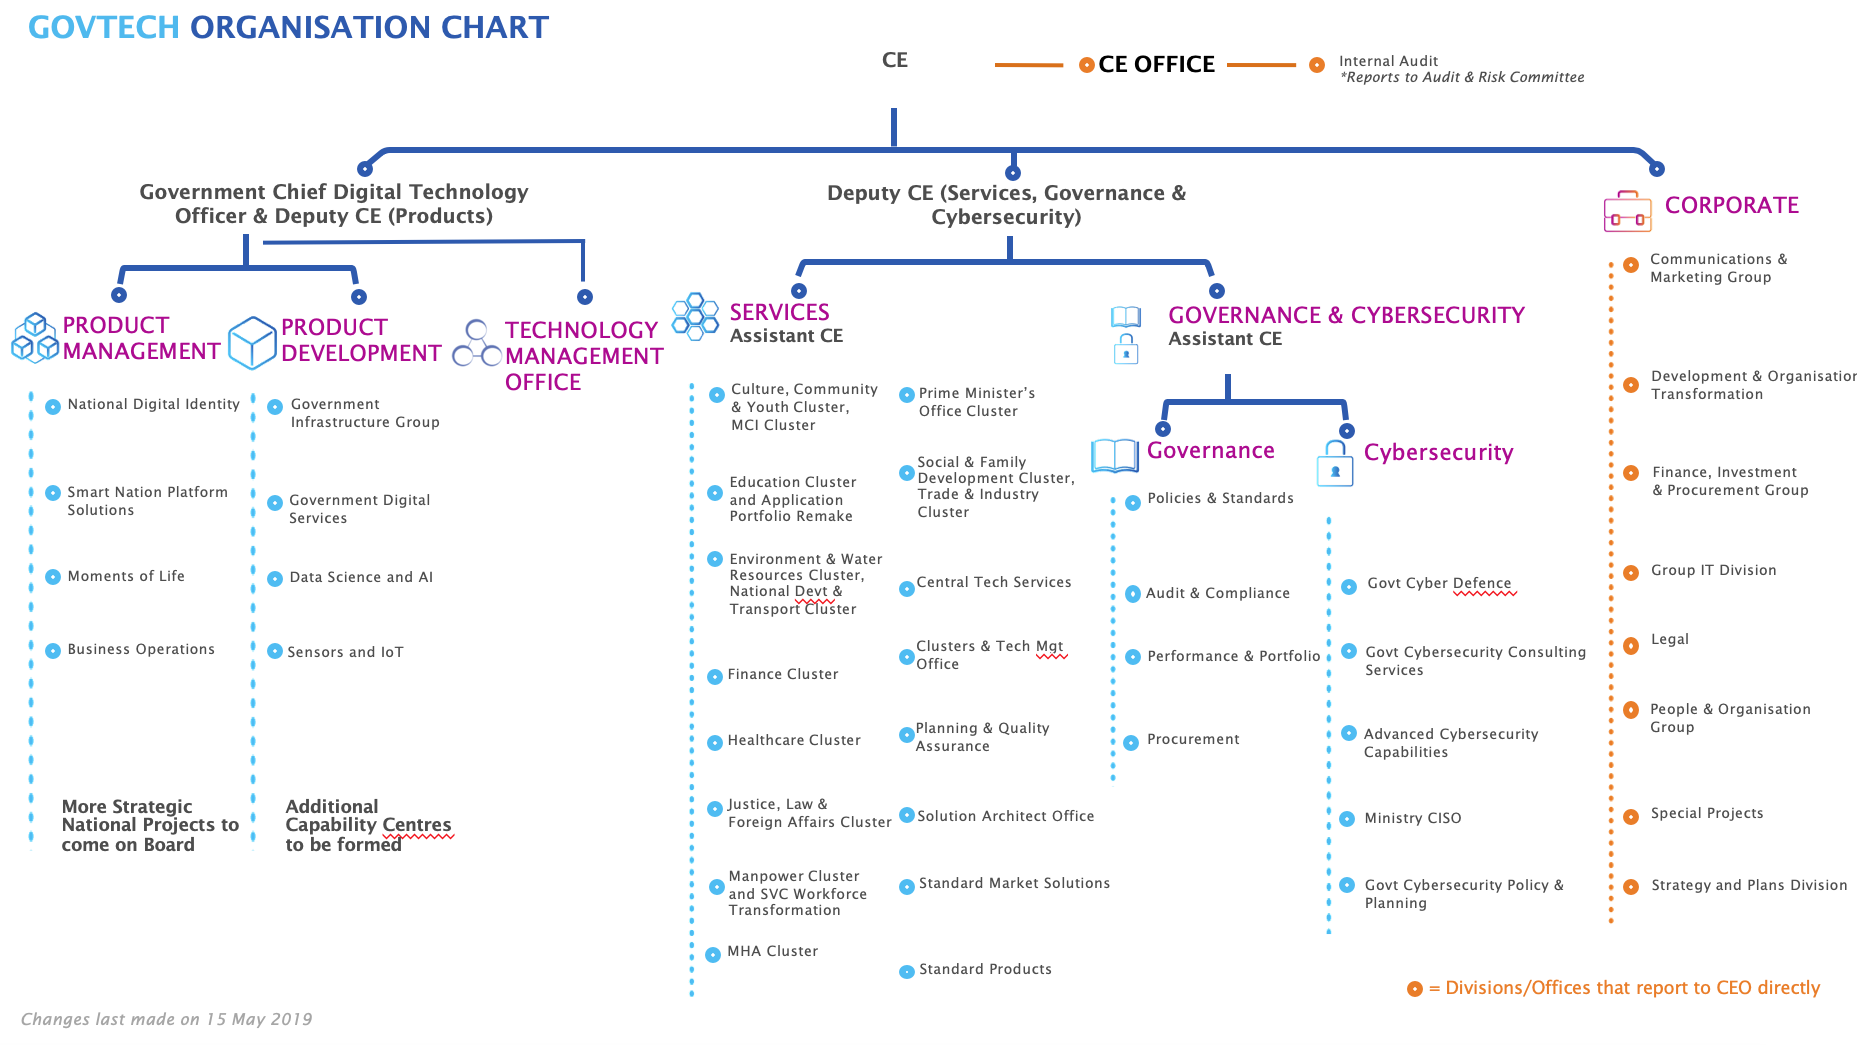 GOVTECH ORGANISATION CHART
CE
CE OFFICE
Internal Audit
*Reports to Audit & Risk Committee
Government Chief Digital Technology
Officer & Deputy CE (Products)
Deputy CE (Services, Governance &
Cybersecurity)
CORPORATE
PRODUCT
MANAGEMENT
National Digital Identity
Smart Nation Platform
Solutions
Moments of Life
Business Operations
More Strategic
National Projects to
come on Board
PRODUCT
DEVELOPMENT
Government
Infrastructure Group
Government Digital
Services
Data Science and AI
Sensors and IoT
Additional
Capability Centres
to be formed
TECHNOLOGY
MANAGEMENT
OFFICE
SERVICES
Assistant CE
Culture, Community
& Youth Cluster,
MCI Cluster
Education Cluster
and Application
Portfolio Remake
Environment & Water
Resources Cluster,
National Devt &
Transport Cluster
Finance Cluster
Healthcare Cluster
Justice, Law &
Foreign Affairs Cluster
Manpower Cluster
and SVC Workforce
Transformation
MHA Cluster
Prime Minister’s
Office Cluster
Social & Family
Development Cluster,
Trade & Industry
Cluster
Central Tech Services
Clusters & Tech Mgt
Office
Planning & Quality
Assurance
Solution Architect Office
Standard Market Solutions
Standard Products
GOVERNANCE & CYBERSECURITY
Assistant CE
Governance
Policies & Standards
Audit & Compliance
Performance & Portfolio
Procurement
Cybersecurity
Govt Cyber Defence
Govt Cybersecurity Consulting
Services
Advanced Cybersecurity
Capabilities
Ministry CISO
Govt Cybersecurity Policy &
Planning
Communications &
Marketing Group
Development & Organisation
Transformation
Finance, Investment
& Procurement Group
Group IT Division
Legal
People & Organisation
Group
Special Projects
Strategy and Plans Division
= Divisions/Offices that report to CEO directly
Changes last made on 15 May 2019